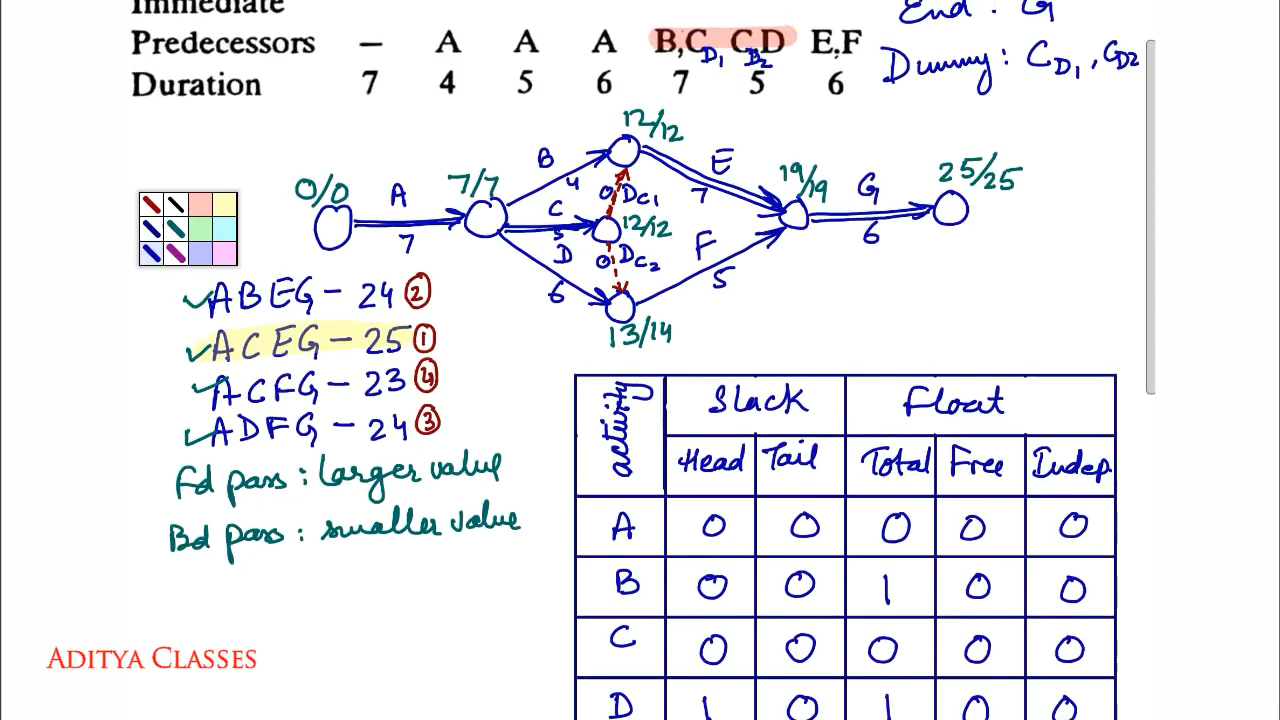 Immediate
Predecessors – A A A B,C C,D E,F
D1 D2
Duration 7 4 5 6 7 5 6
End : G
Dummy : CD1, CD2
0/0
A
7
7/7
B
4
C
5
D
6
12/12
0 DC1
12/12
0 DC2
13/14
E
7
F
5
19/19
G
6
25/25
✓ABEG – 24 ②
✓ACEG – 25 ①
✓ACFG – 23 ④
✓ADFG – 24 ③
Fd pass : larger value
Bd pass : smaller value
activity Slack Float
Head Tail Total Free Indep.
A 0 0 0 0 0
B 0 0 1 0 0
C 0 0 0 0 0
D 1 0 1 0 0
ADITYA CLASSES